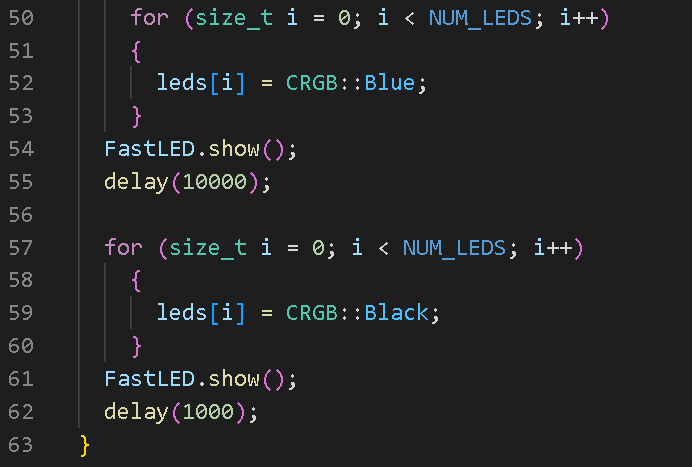 50 for (size_t i = 0; i < NUM_LEDS; i++)
51 {
52 leds[i] = CRGB::Blue;
53 }
54 FastLED.show();
55 delay(10000);
56
57 for (size_t i = 0; i < NUM_LEDS; i++)
58 {
59 leds[i] = CRGB::Black;
60 }
61 FastLED.show();
62 delay(1000);
63 }